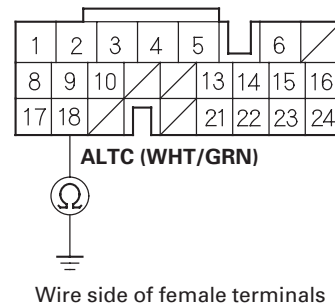 1 2 3 4 5 6
8 9 10 13 14 15 16
17 18 21 22 23 24
ALTC (WHT/GRN)
Ω
Wire side of female terminals